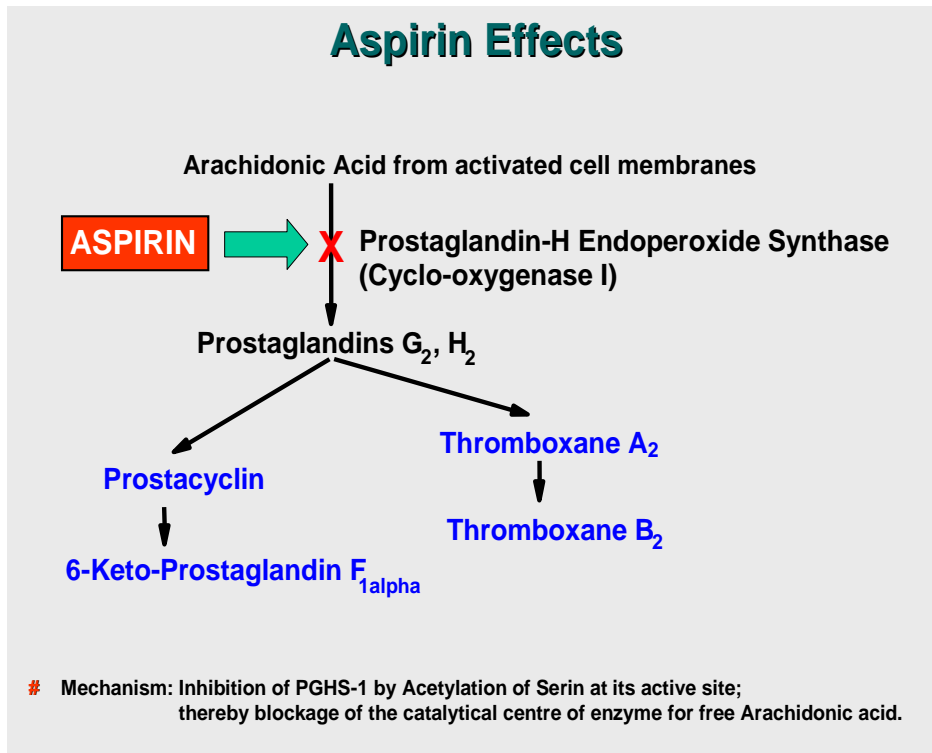 Aspirin Effects
Arachidonic Acid from activated cell membranes
ASPIRIN
X
Prostaglandin-H Endoperoxide Synthase
(Cyclo-oxygenase I)
Prostaglandins G2, H2
Thromboxane A2
Prostacyclin
Thromboxane B2
6-Keto-Prostaglandin F1alpha
# Mechanism: Inhibition of PGHS-1 by Acetylation of Serin at its active site;
thereby blockage of the catalytical centre of enzyme for free Arachidonic acid.